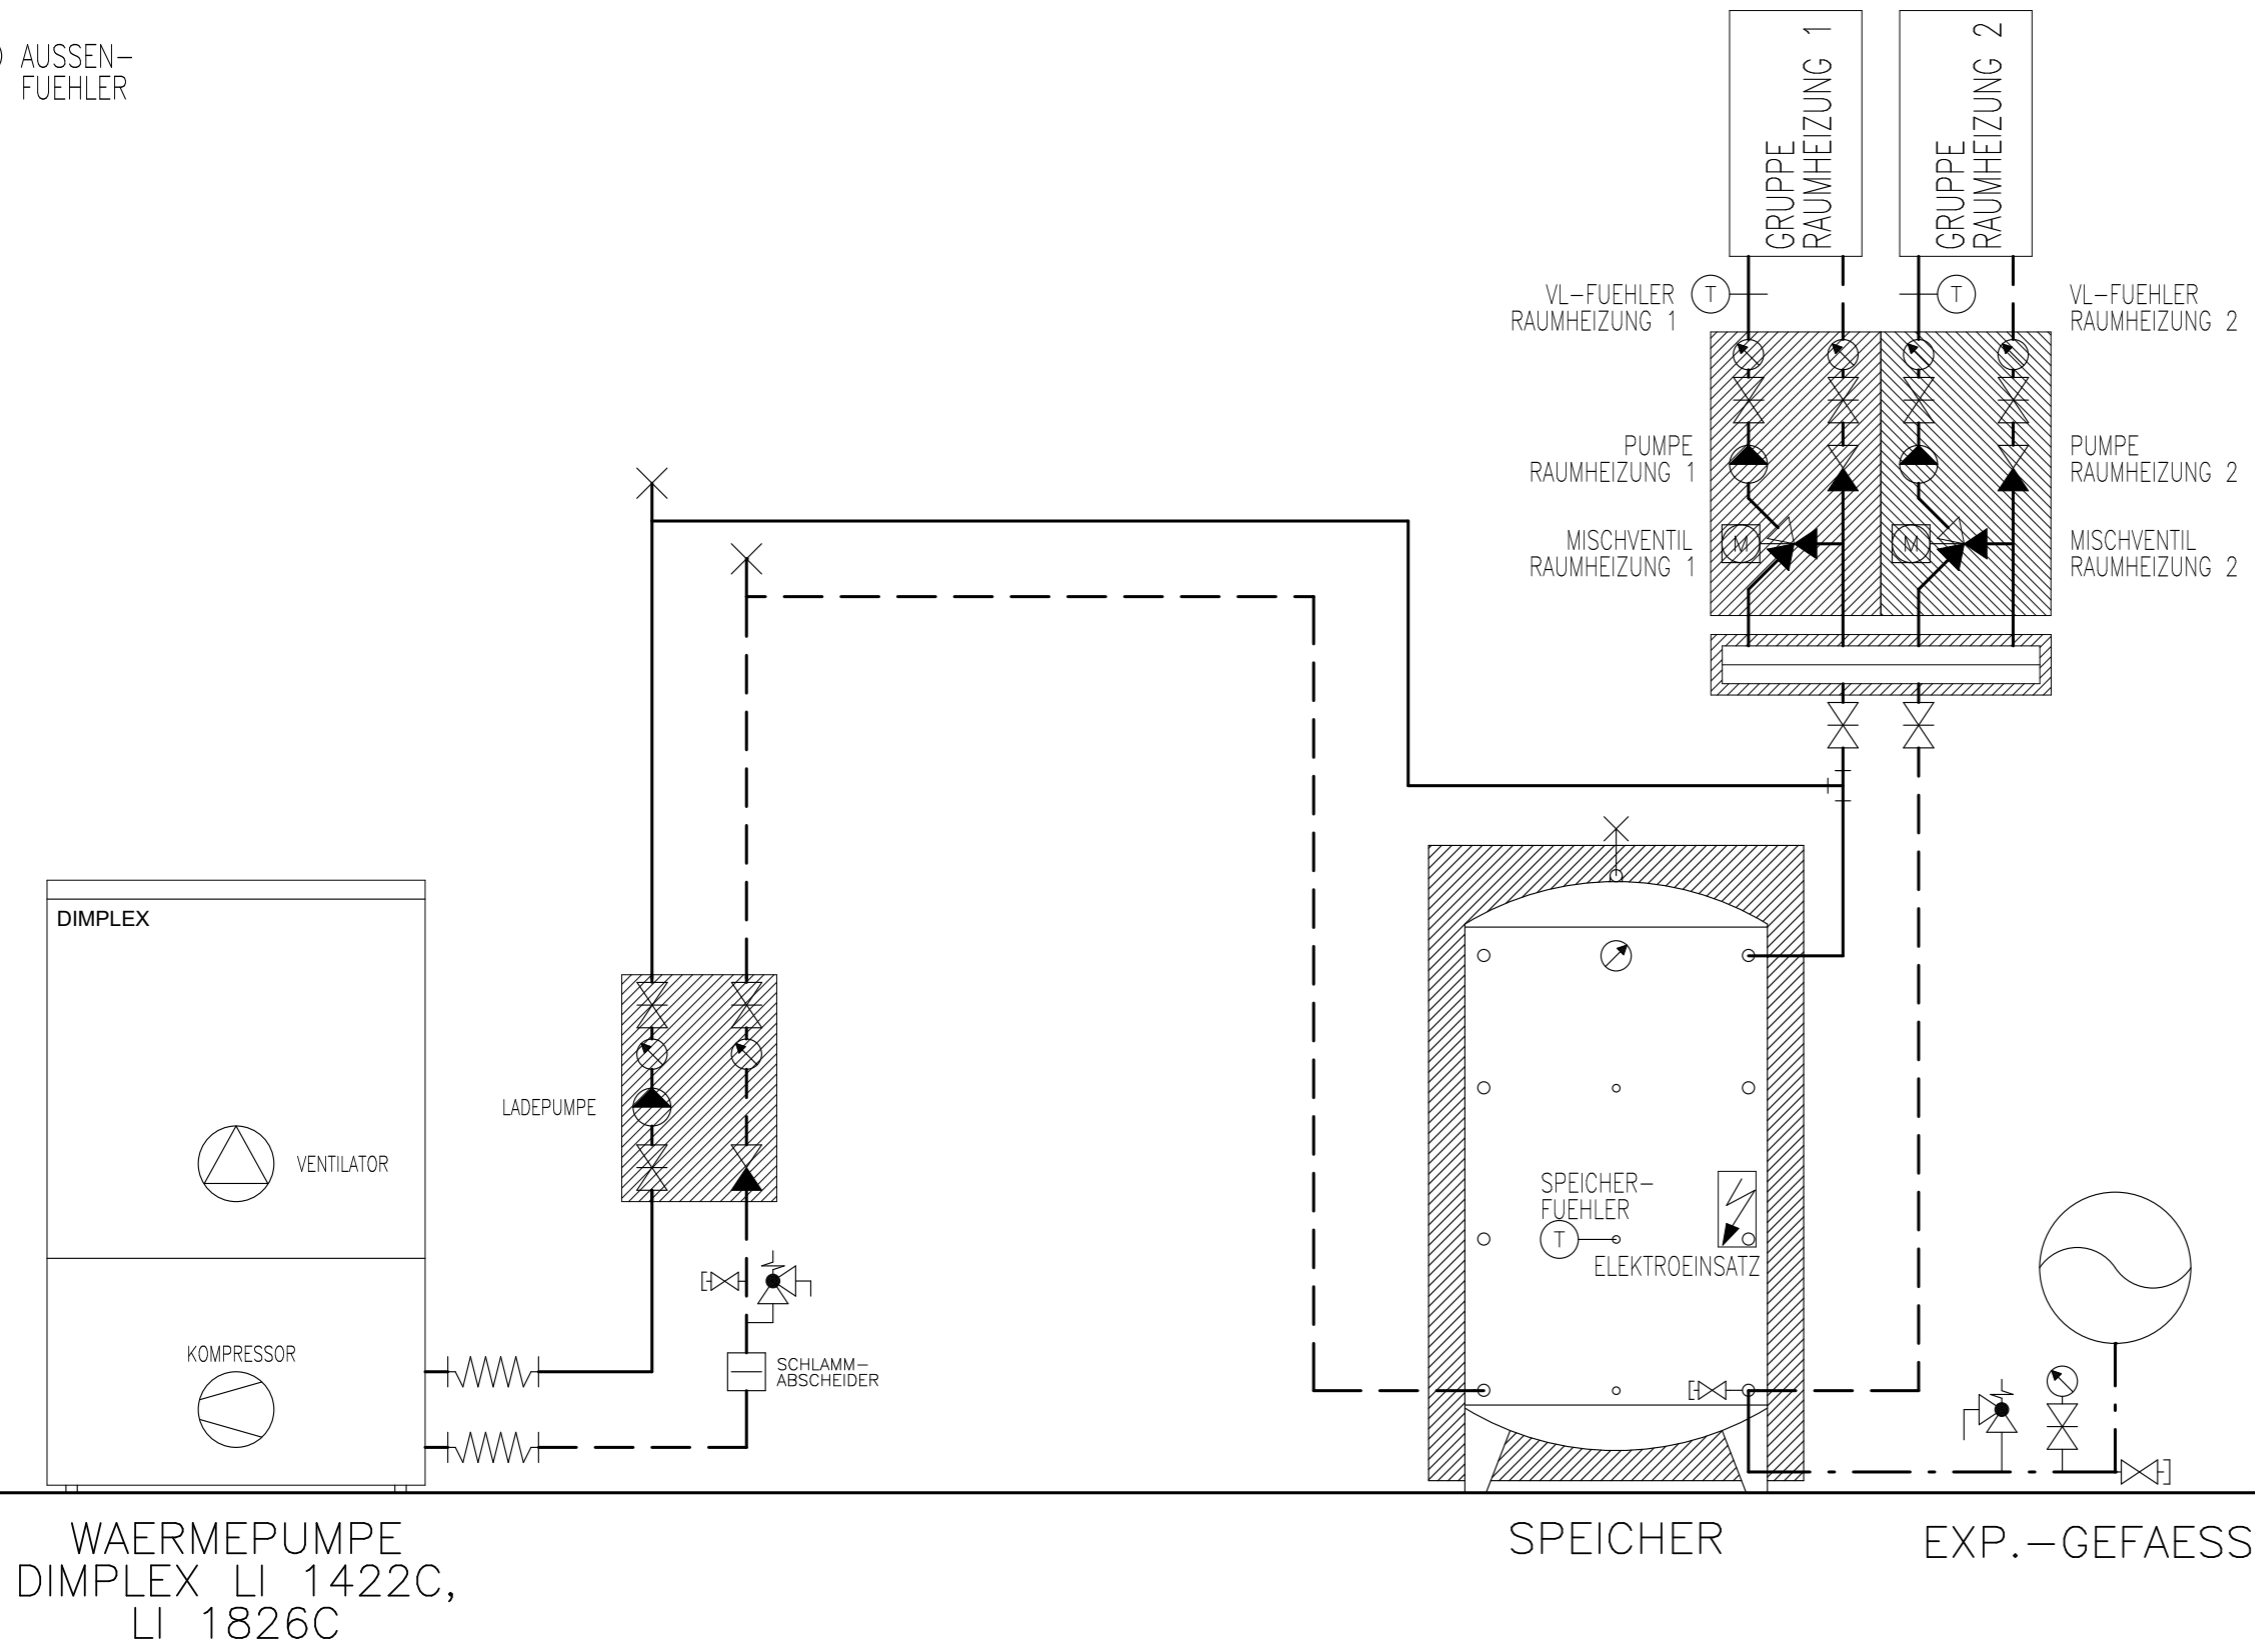 AUSSEN-
FUEHLER
GRUPPE
RAUMHEIZUNG 1
GRUPPE
RAUMHEIZUNG 2
VL-FUEHLER
RAUMHEIZUNG 1
T
T
VL-FUEHLER
RAUMHEIZUNG 2
PUMPE
RAUMHEIZUNG 1
PUMPE
RAUMHEIZUNG 2
MISCHVENTIL
RAUMHEIZUNG 1
M
M
MISCHVENTIL
RAUMHEIZUNG 2
DIMPLEX
LADEPUMPE
VENTILATOR
SPEICHER-
FUEHLER
T
ELEKTROEINSATZ
KOMPRESSOR
SCHLAMM-
ABSCHEIDER
WAERMEPUMPE
DIMPLEX LI 1422C,
LI 1826C
SPEICHER
EXP.-GEFAESS